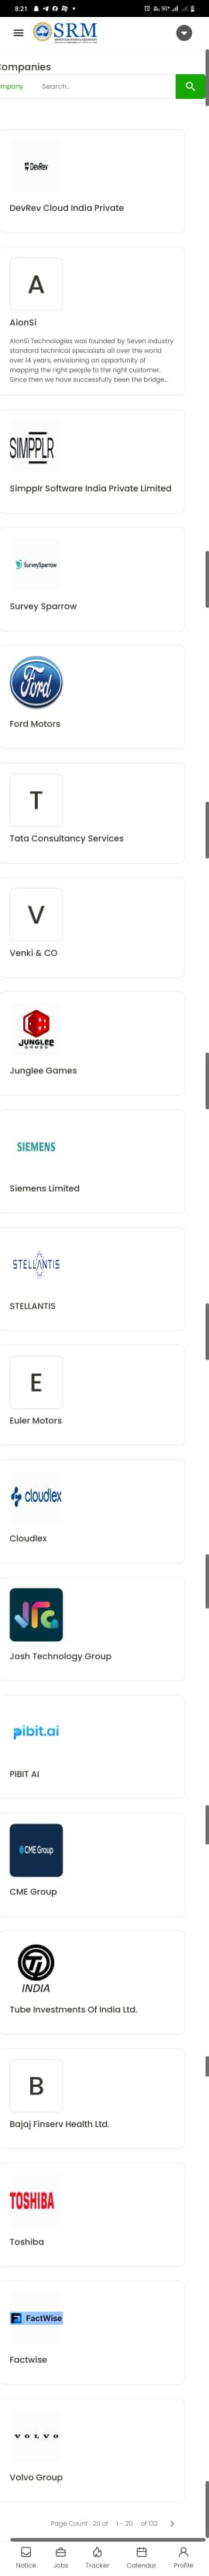 8:21
SRM
Companies
mpany Search..
DevRev
DevRev Cloud India Private
A
AionSi
AionSi Technologies was founded by Seven industry
standard technical specialists all over the world
over 14 years, envisioning an opportunity of
mapping the right people to the right customer.
Since then we have successfully been the bridge...
SIMPPLR
Simpplr Software India Private Limited
SurveySparrow
Survey Sparrow
Ford
Ford Motors
T
Tata Consultancy Services
V
Venki & CO
JUNGLEE
GAMES
Junglee Games
SIEMENS
Siemens Limited
STELLANTIS
STELLANTIS
E
Euler Motors
cloudlex
Cloudlex
Josh Technology Group
pibit.ai
PIBIT AI
CME Group
CME Group
INDIA
Tube Investments Of India Ltd.
B
Bajaj Finserv Health Ltd.
TOSHIBA
Toshiba
FactWise
Factwise
VOLVO
Volvo Group
Page Count : 20 of 1 - 20 of 132
Notice Jobs Tracker Calendar Profile